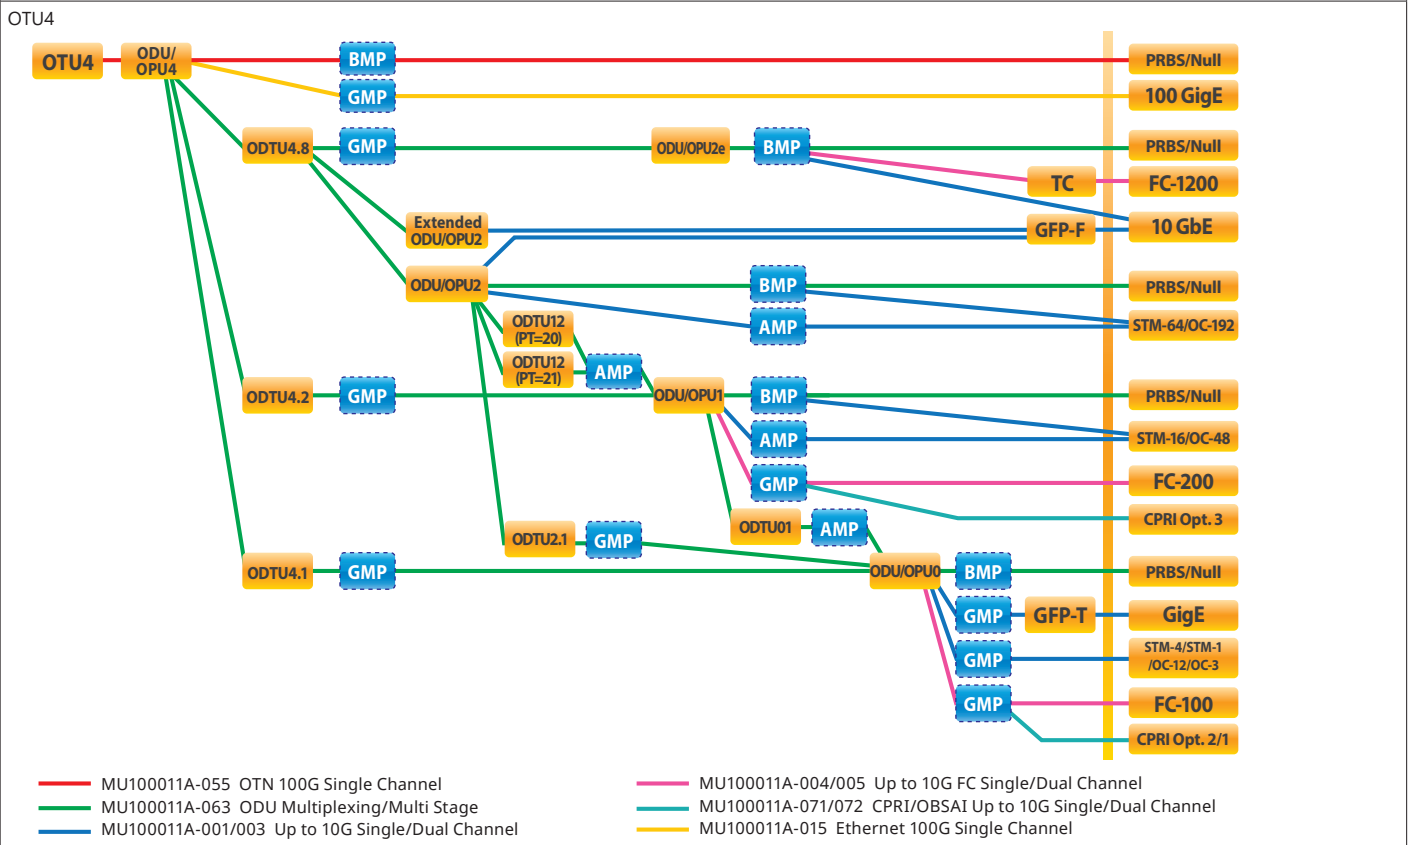 OTU4
OTU4
ODU/
OPU4
BMP
PRBS/Null
GMP
100 GigE
ODTU4.8
GMP
ODU/OPU2e
BMP
PRBS/Null
TC
FC-1200
Extended
ODU/OPU2
GFP-F
10 GbE
ODU/OPU2
BMP
PRBS/Null
ODTU12
(PT=20)
AMP
STM-64/OC-192
ODTU12
(PT=21)
AMP
ODTU4.2
GMP
ODU/OPU1
BMP
PRBS/Null
AMP
STM-16/OC-48
GMP
FC-200
ODTU01
AMP
CPRI Opt. 3
ODTU2.1
GMP
ODTU4.1
GMP
ODU/OPU0
BMP
PRBS/Null
GMP
GFP-T
GigE
GMP
STM-4/STM-1
/OC-12/OC-3
GMP
FC-100
CPRI Opt. 2/1
MU100011A-055 OTN 100G Single Channel
MU100011A-063 ODU Multiplexing/Multi Stage
MU100011A-001/003 Up to 10G Single/Dual Channel
MU100011A-004/005 Up to 10G FC Single/Dual Channel
MU100011A-071/072 CPRI/OBSAI Up to 10G Single/Dual Channel
MU100011A-015 Ethernet 100G Single Channel